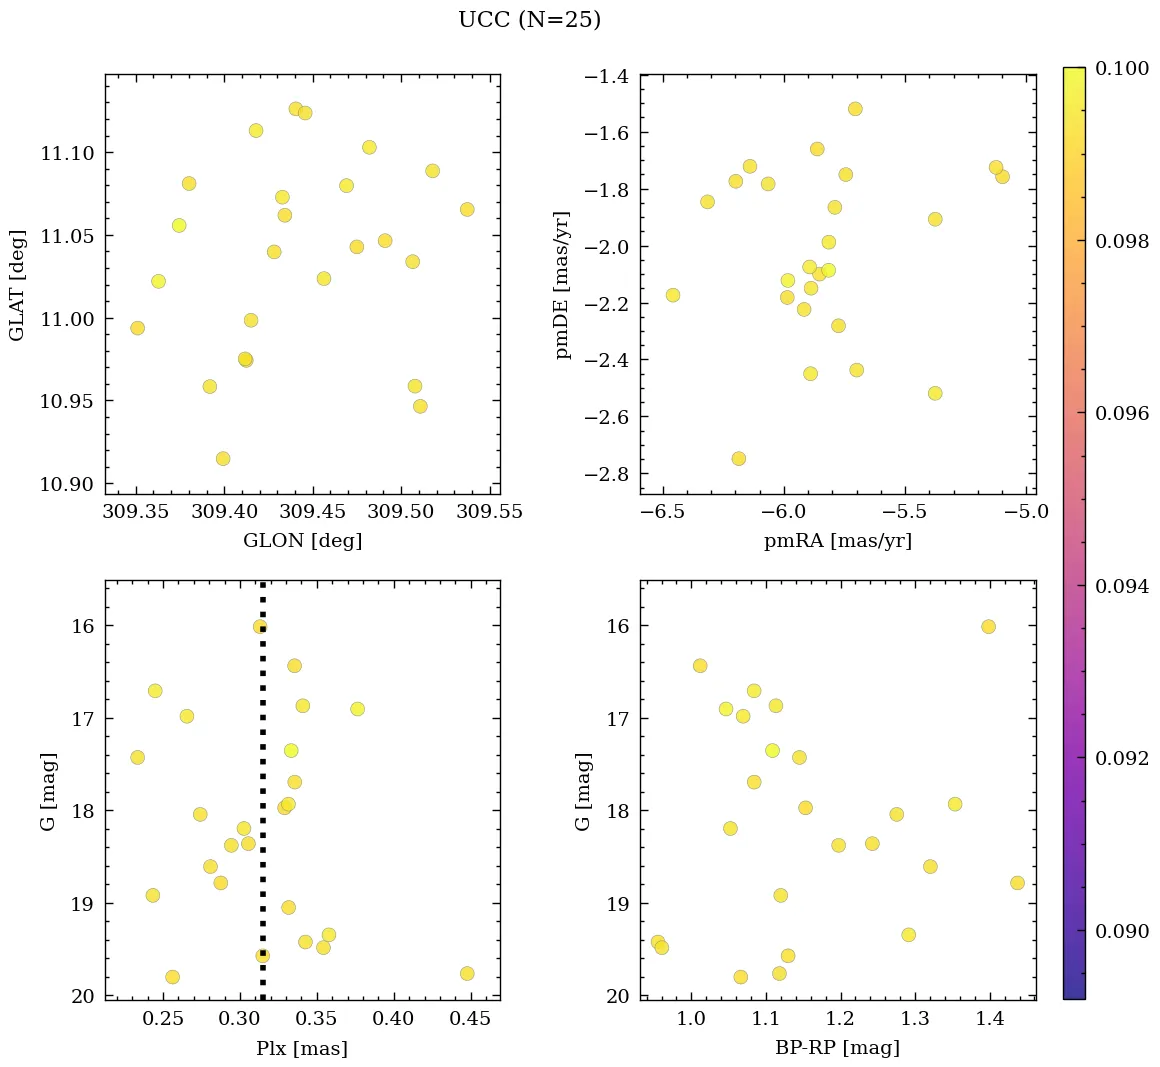 UCC (N=25)
11.10
11.05
11.00
10.95
10.90
GLAT [deg]
309.35 309.40 309.45 309.50 309.55
GLON [deg]
−1.4
−1.6
−1.8
−2.0
−2.2
−2.4
−2.6
−2.8
pmDE [mas/yr]
−6.5 −6.0 −5.5 −5.0
pmRA [mas/yr]
16
17
18
19
20
G [mag]
0.25 0.30 0.35 0.40 0.45
Plx [mas]
16
17
18
19
20
G [mag]
1.0 1.1 1.2 1.3 1.4
BP-RP [mag]
0.100
0.098
0.096
0.094
0.092
0.090